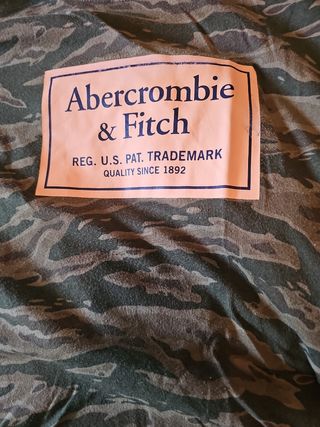 Abercrombie
& Fitch
REG. U.S. PAT. TRADEMARK
QUALITY SINCE 1892